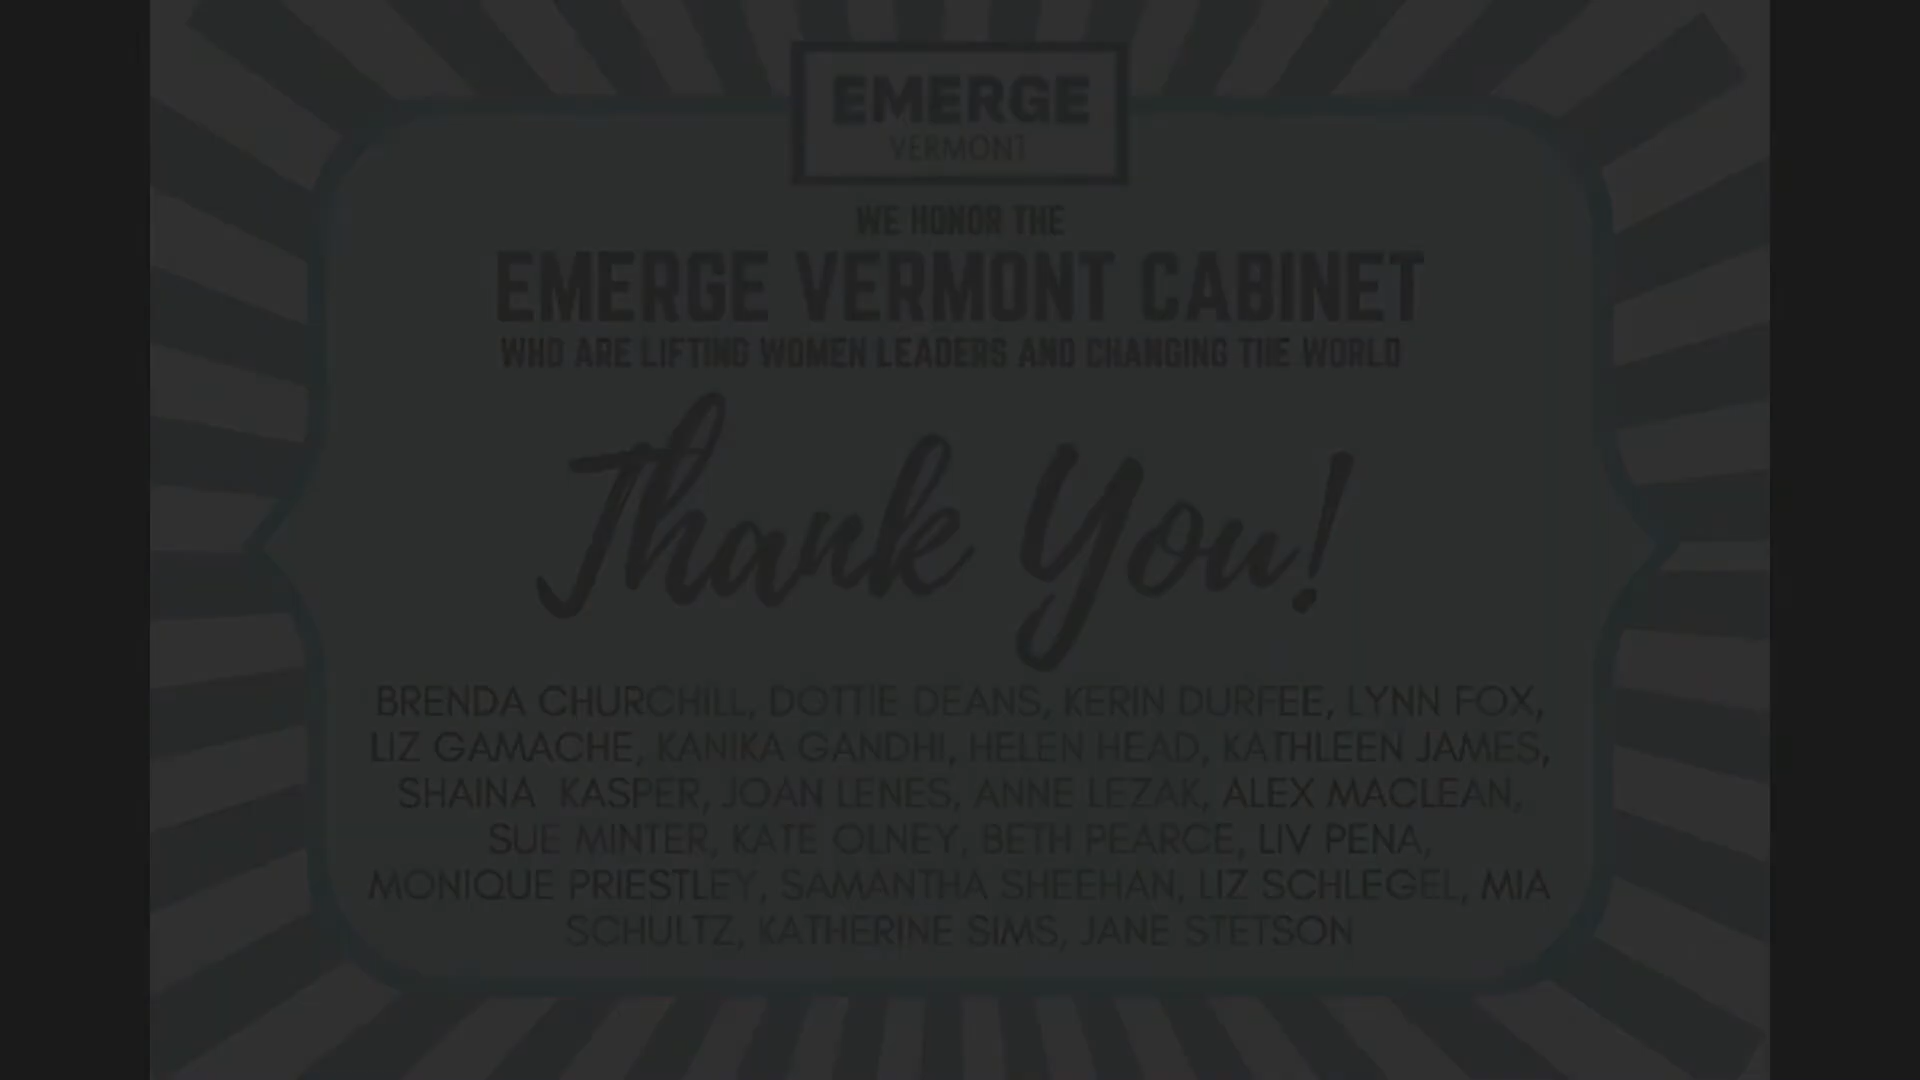 EMERGE
VERMONT
WE HONOR THE
EMERGE VERMONT CABINET
WHO ARE LIFTING WOMEN LEADERS AND CHANGING THE WORLD
Thank You!
BRENDA CHURCHILL, DOTTIE DEANS, KERIN DURFEE, LYNN FOX,
LIZ GAMACHE, KANIKA GANDHI, HELEN HEAD, KATHLEEN JAMES,
SHAINA KASPER, JOAN LENES, ANNE LEZAK, ALEX MACLEAN,
SUE MINTER, KATE OLNEY, BETH PEARCE, LIV PENA,
MONIQUE PRIESTLEY, SAMANTHA SHEEHAN, LIZ SCHLEGEL, MIA
SCHULTZ, KATHERINE SIMS, JANE STETSON